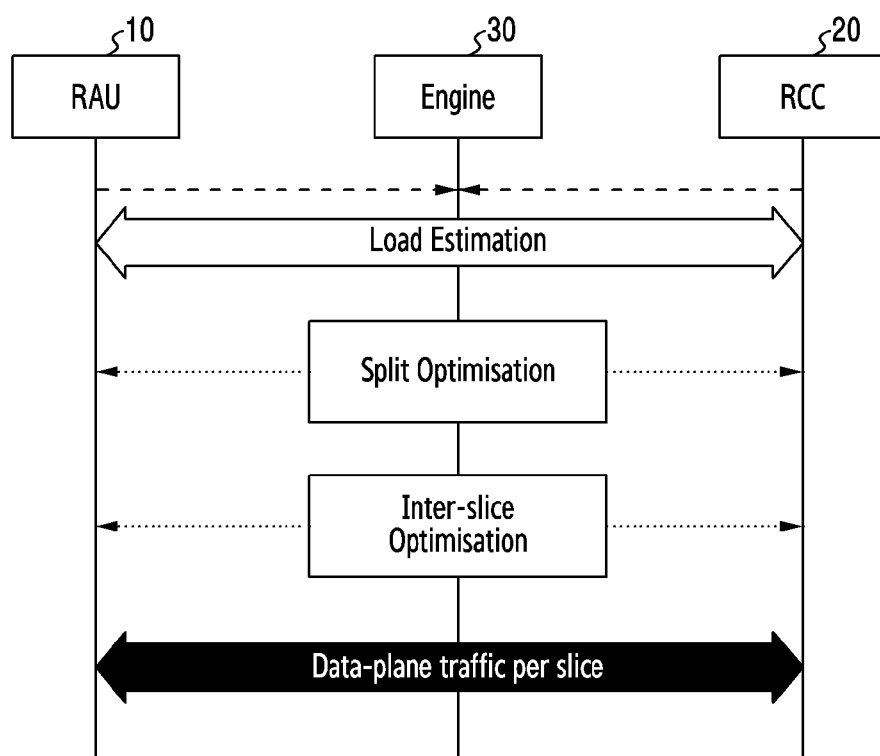 10
30
20
RAU
Engine
RCC
Load Estimation
Split Optimisation
Inter-slice
Optimisation
Data-plane traffic per slice